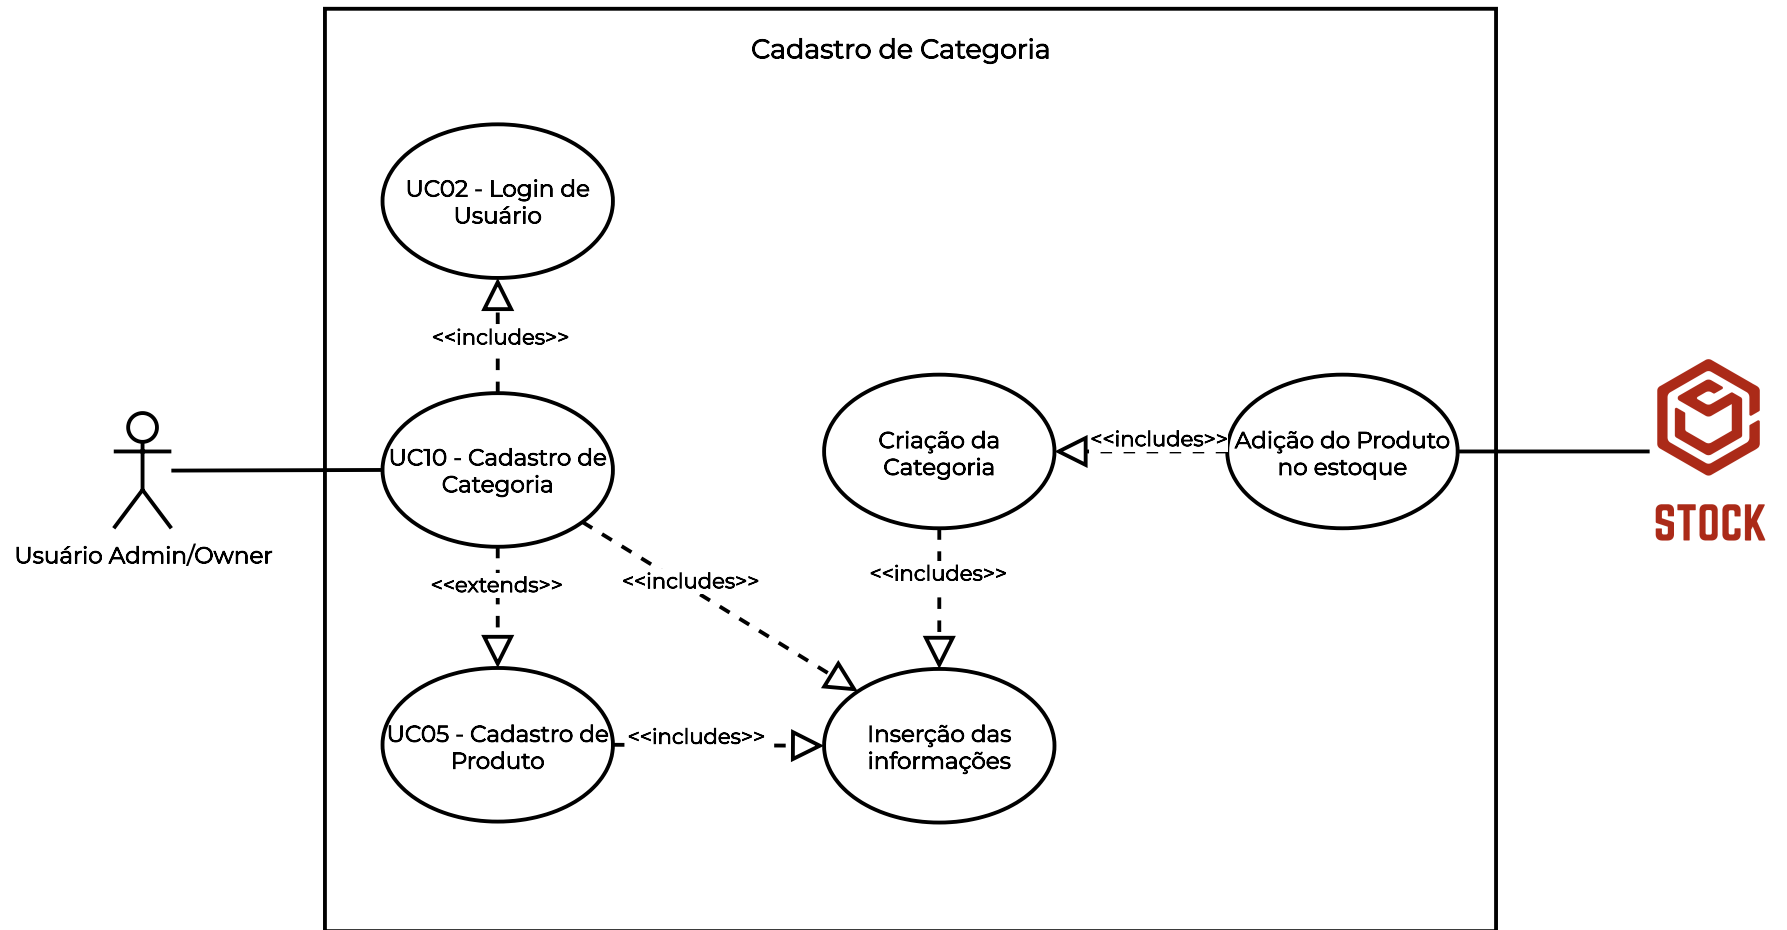 Cadastro de Categoria
UC02 - Login de
Usuário
<<includes>>
UC10 - Cadastro de
Categoria
Usuário Admin/Owner
<<extends>>
<<includes>>
UC05 - Cadastro de
Produto
<<includes>>
Criação da
Categoria
<<includes>>
Adição do Produto
no estoque
<<includes>>
Inserção das
informações
STOCK